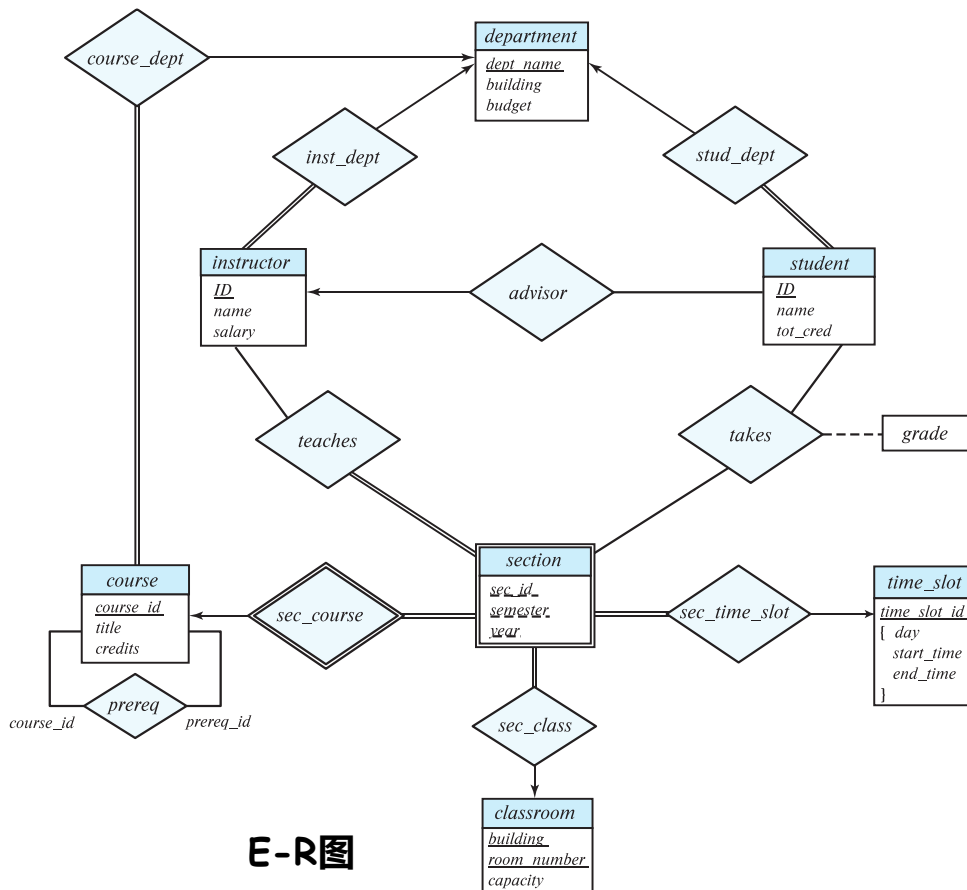 department
dept_name
building
budget
course_dept
inst_dept
stud_dept
instructor
ID
name
salary
advisor
student
ID
name
tot_cred
teaches
takes
grade
course
course_id
title
credits
sec_course
section
sec_id
semester
year
sec_time_slot
time_slot
time_slot_id
{ day
start_time
end_time
}
prereq
course_id
prereq_id
sec_class
classroom
building
room_number
capacity
E-R图